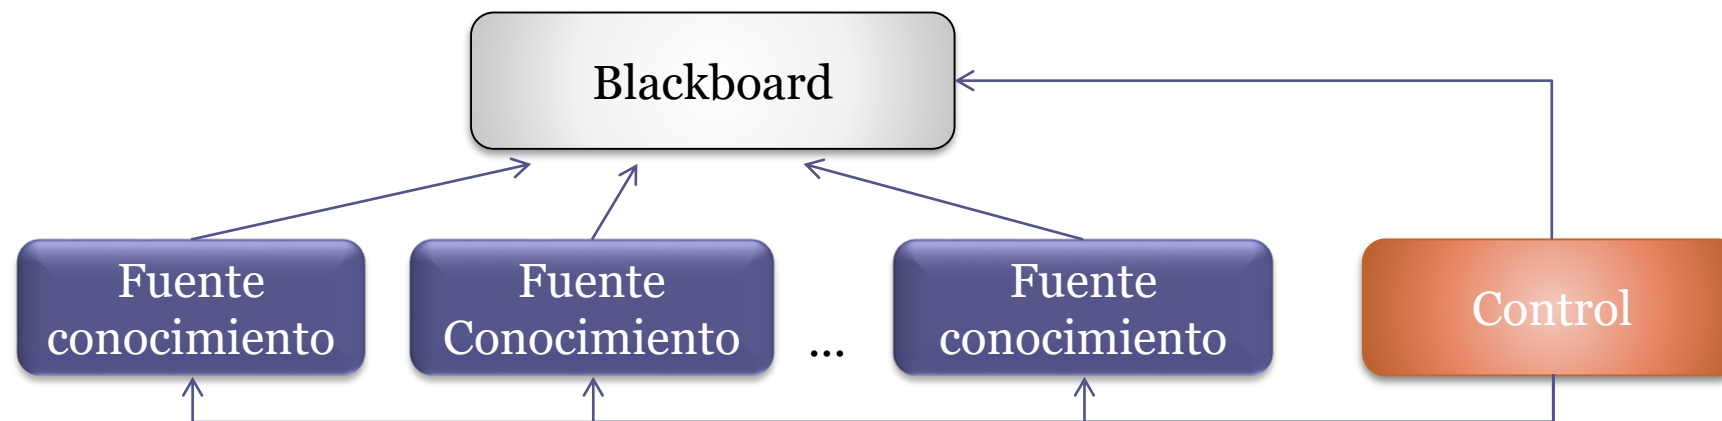 Blackboard
Fuente
conocimiento
Fuente
Conocimiento
...
Fuente
conocimiento
Control